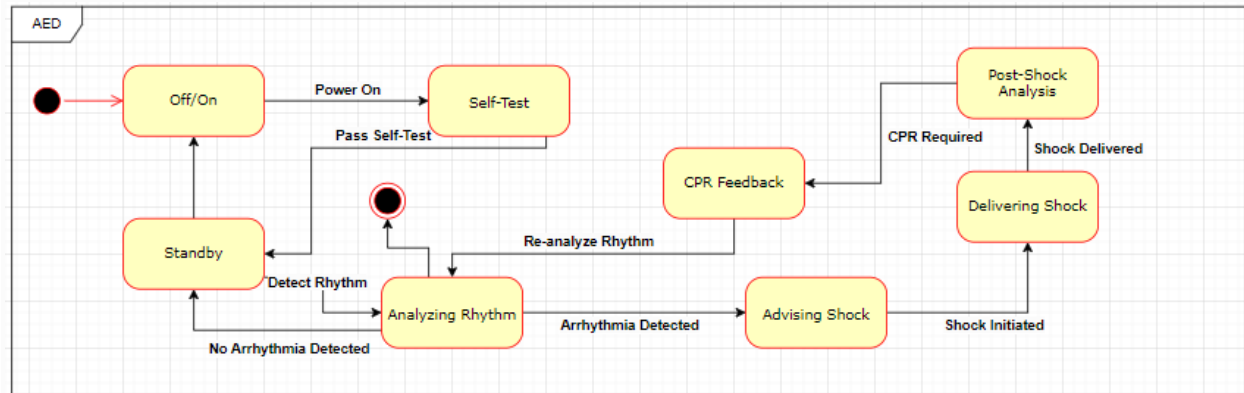 AED
Off/On
Power On
Self-Test
Post-Shock
Analysis
Pass Self-Test
CPR Required
Shock Delivered
CPR Feedback
Delivering Shock
Standby
Re-analyze Rhythm
Detect Rhythm
Analyzing Rhythm
Arrhythmia Detected
Advising Shock
Shock Initiated
No Arrhythmia Detected